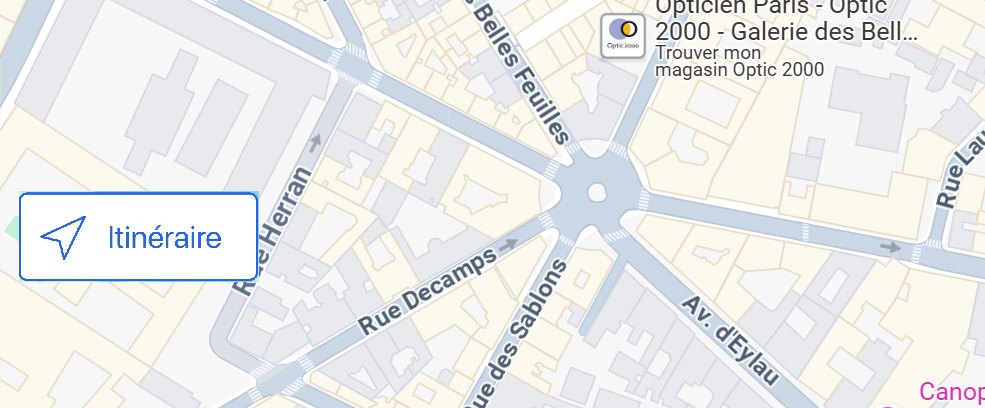 Opticien Paris - Optic
2000 - Galerie des Bell...
Trouver mon
magasin Optic 2000
Optic2000
Belles Feuilles
Rue Lau
Itinéraire
Rue Herran
Rue Decamps
Rue des Sablons
Av. d'Eylau
Canop